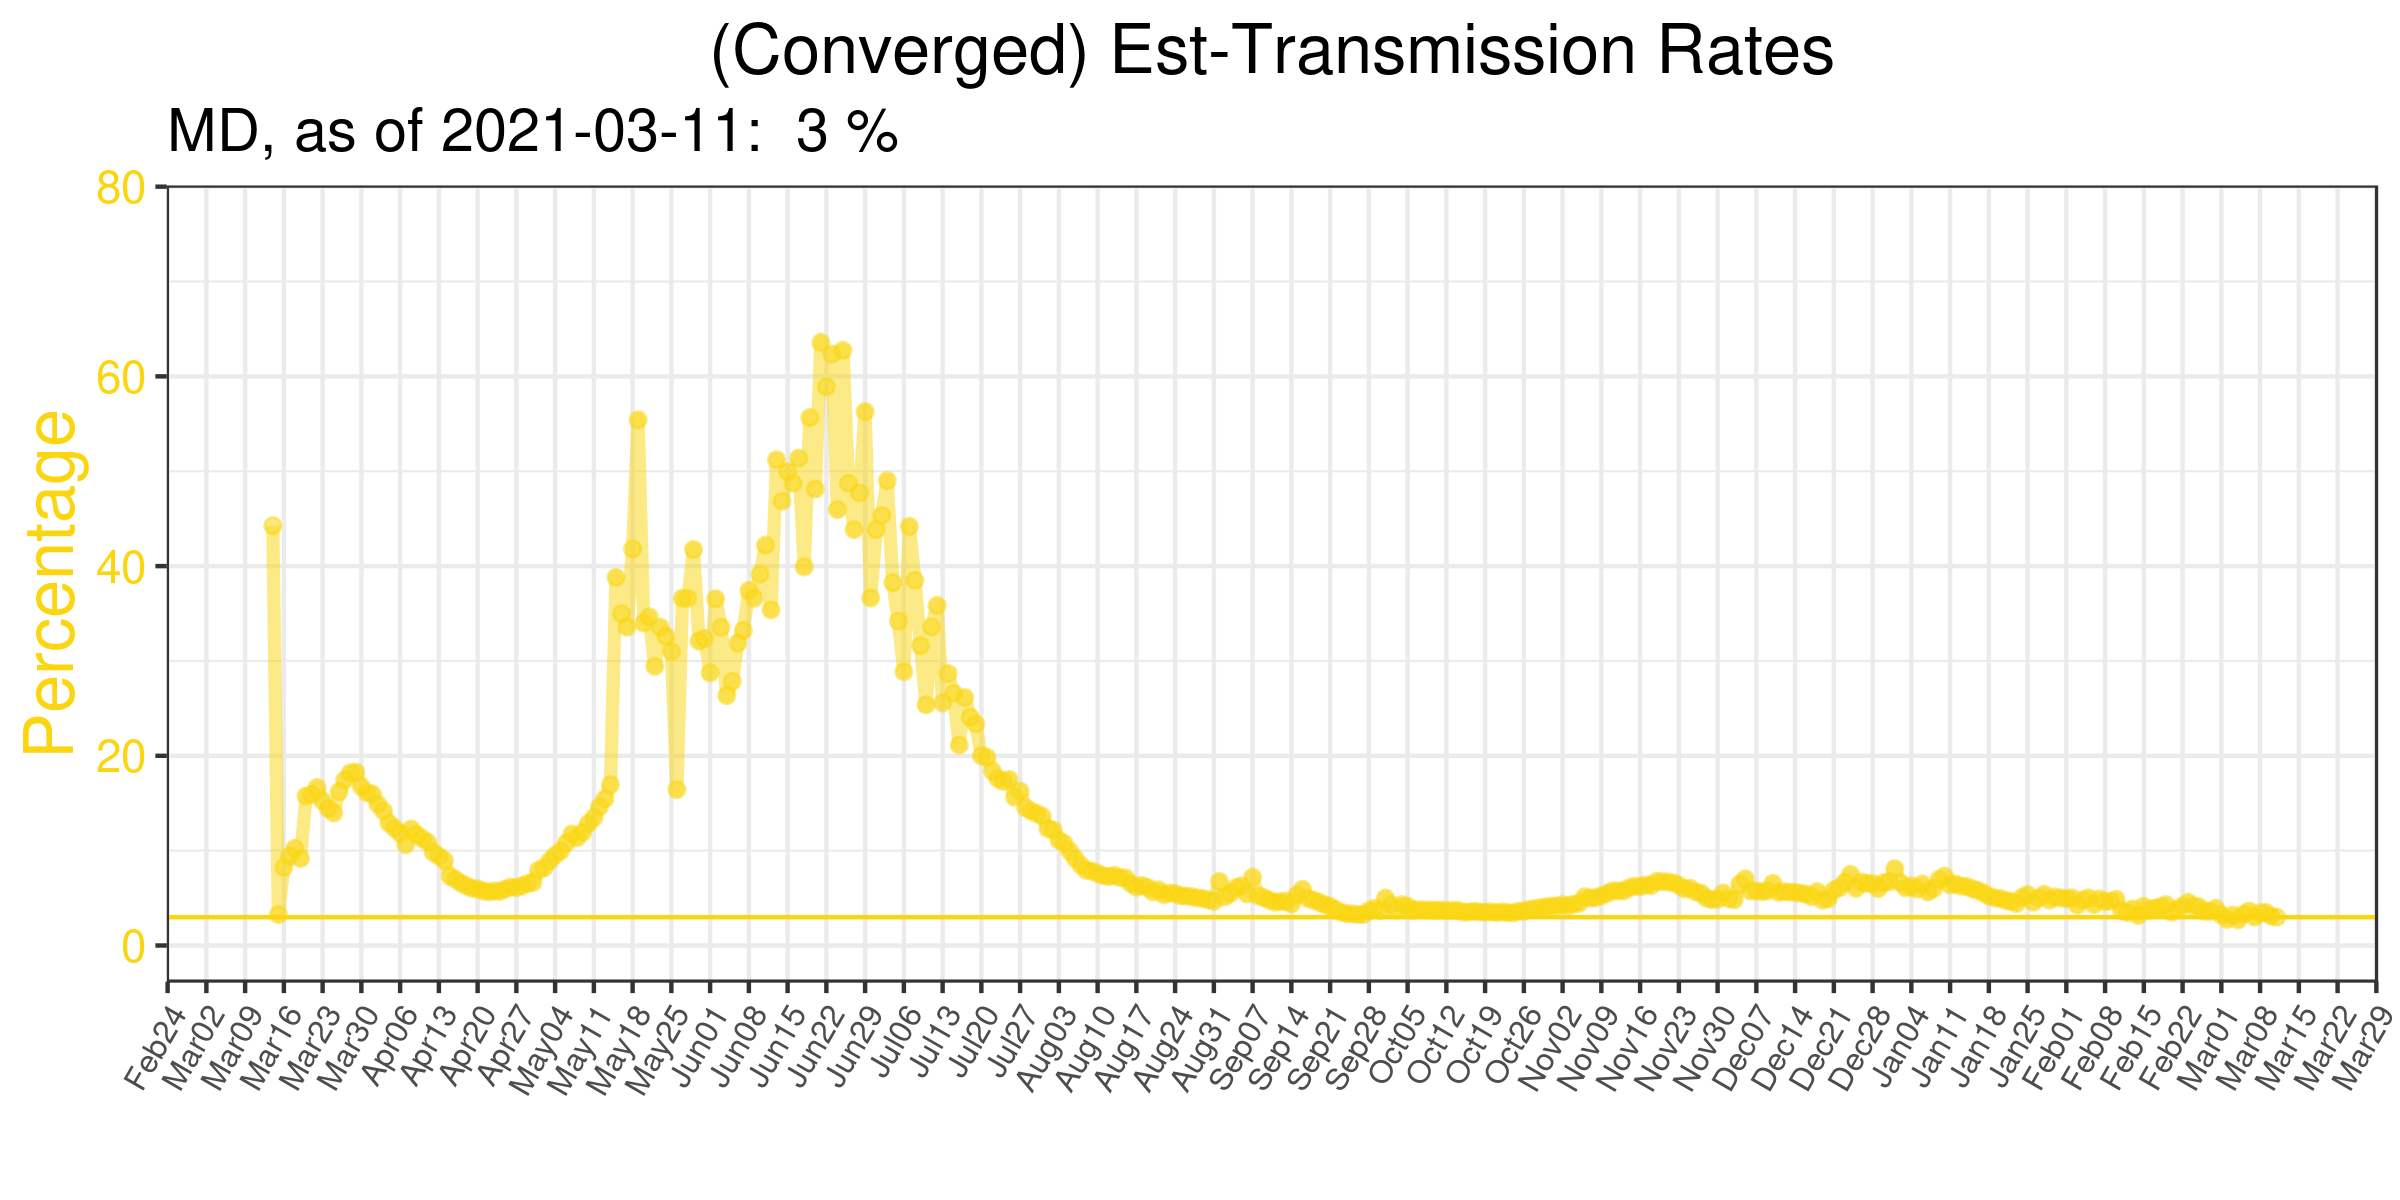 (Converged) Est-Transmission Rates
MD, as of 2021-03-11:  3 %
Percentage
80
60
40
20
0
Feb24
Mar02
Mar09
Mar16
Mar23
Mar30
Apr06
Apr13
Apr20
Apr27
May04
May11
May18
May25
Jun01
Jun08
Jun15
Jun22
Jun29
Jul06
Jul13
Jul20
Jul27
Aug03
Aug10
Aug17
Aug24
Aug31
Sep07
Sep14
Sep21
Sep28
Oct05
Oct12
Oct19
Oct26
Nov02
Nov09
Nov16
Nov23
Nov30
Dec07
Dec14
Dec21
Dec28
Jan04
Jan11
Jan18
Jan25
Feb01
Feb08
Feb15
Feb22
Mar01
Mar08
Mar15
Mar22
Mar29